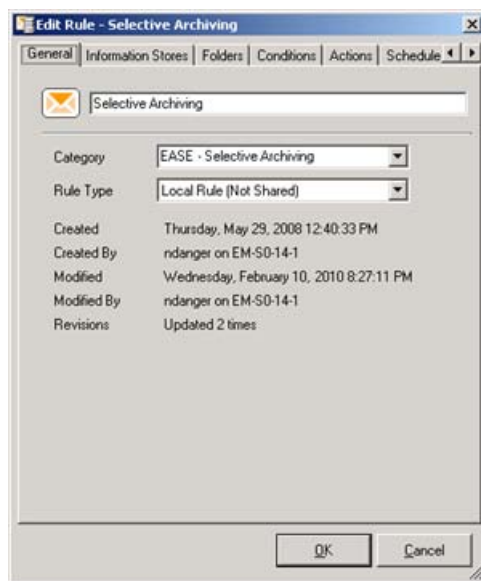 Edit Rule - Selective Archiving
General Information Stores Folders Conditions Actions Schedule
Selective Archiving
Category EASE - Selective Archiving
Rule Type Local Rule (Not Shared)
Created Thursday, May 29, 2008 12:40:33 PM
Created By ndanger on EM-S0-14-1
Modified Wednesday, February 10, 2010 8:27:11 PM
Modified By ndanger on EM-S0-14-1
Revisions Updated 2 times
OK Cancel